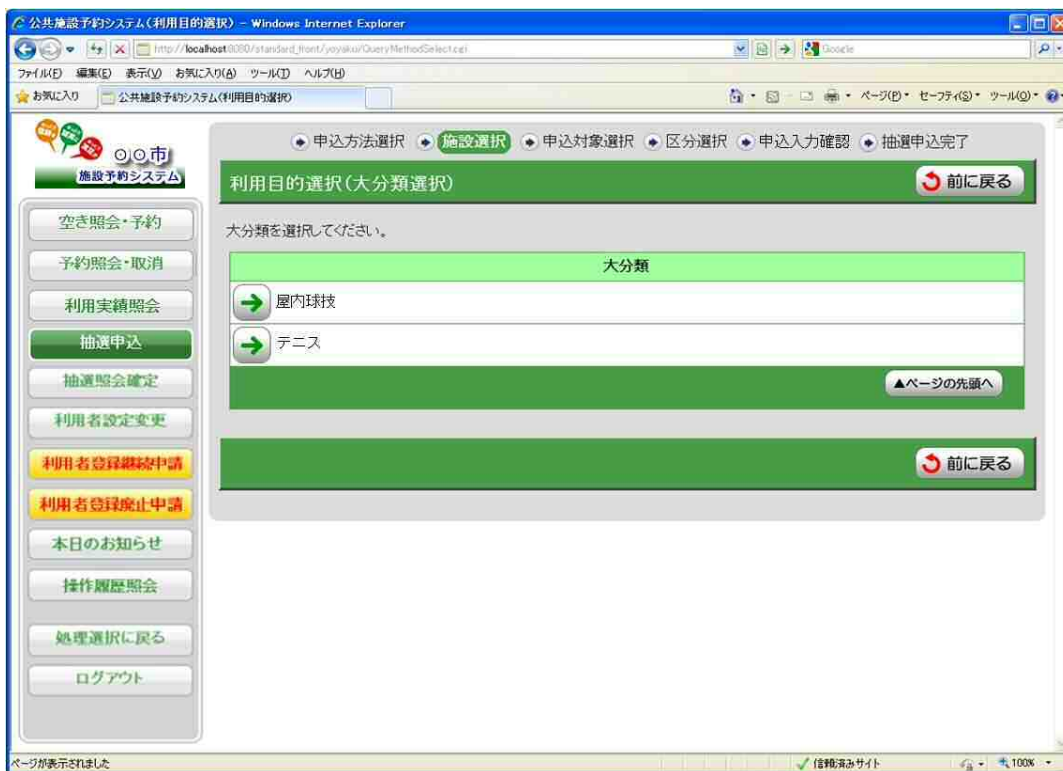 公共施設予約システム(利用目的選択) - Windows Internet Explorer
http://localhost:8080/standard_front/yoyaku/QueryMethodSelect.cgi
Google
ファイル(F) 編集(E) 表示(V) お気に入り(A) ツール(T) ヘルプ(H)
お気に入り 公共施設予約システム(利用目的選択)
ページ(P) セーフティ(S) ツール(O)
○○市
施設予約システム
申込方法選択 施設選択 申込対象選択 区分選択 申込入力確認 抽選申込完了
利用目的選択(大分類選択)
前に戻る
空き照会・予約
予約照会・取消
利用実績照会
抽選申込
抽選照会確定
利用者設定変更
利用者登録継続申請
利用者登録廃止申請
本日のお知らせ
操作履歴照会
処理選択に戻る
ログアウト
大分類を選択してください。
大分類
屋内球技
テニス
▲ページの先頭へ
前に戻る
ページが表示されました
信頼済みサイト
100%